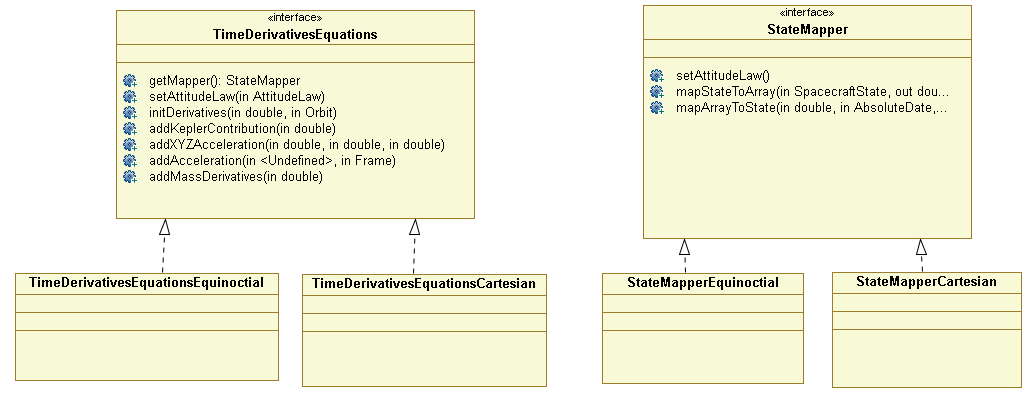 «interface»
TimeDerivativesEquations
getMapper(): StateMapper
setAttitudeLaw(in AttitudeLaw)
initDerivatives(in double, in Orbit)
addKeplerContribution(in double)
addXYZAcceleration(in double, in double, in double)
addAcceleration(in <Undefined>, in Frame)
addMassDerivatives(in double)
«interface»
StateMapper
setAttitudeLaw()
mapStateToArray(in SpacecraftState, out dou...
mapArrayToState(in double, in AbsoluteDate,...
TimeDerivativesEquationsEquinoctial
TimeDerivativesEquationsCartesian
StateMapperEquinoctial
StateMapperCartesian